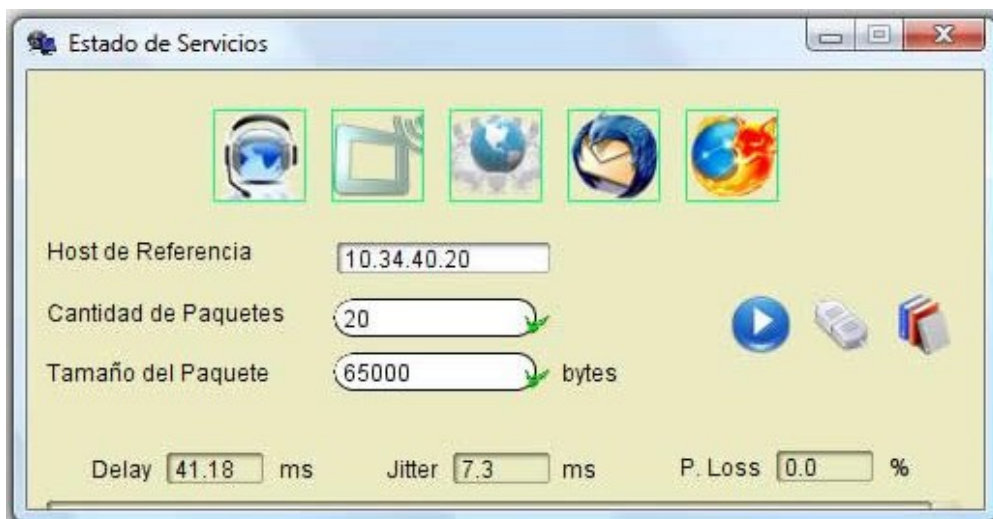 Estado de Servicios
Host de Referencia 10.34.40.20
Cantidad de Paquetes 20
Tamaño del Paquete 65000 bytes
Delay 41.18 ms Jitter 7.3 ms P. Loss 0.0 %